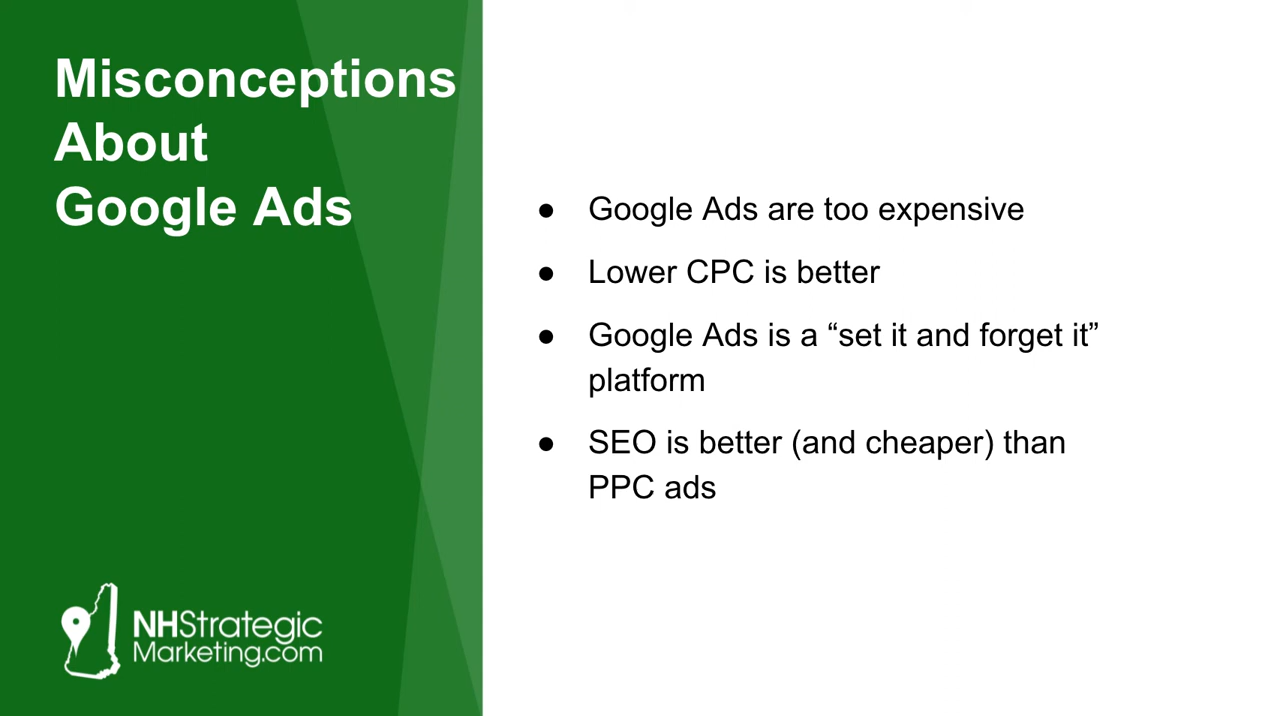 Misconceptions
About
Google Ads
● Google Ads are too expensive
● Lower CPC is better
● Google Ads is a “set it and forget it”
platform
● SEO is better (and cheaper) than
PPC ads
NHStrategic
Marketing.com